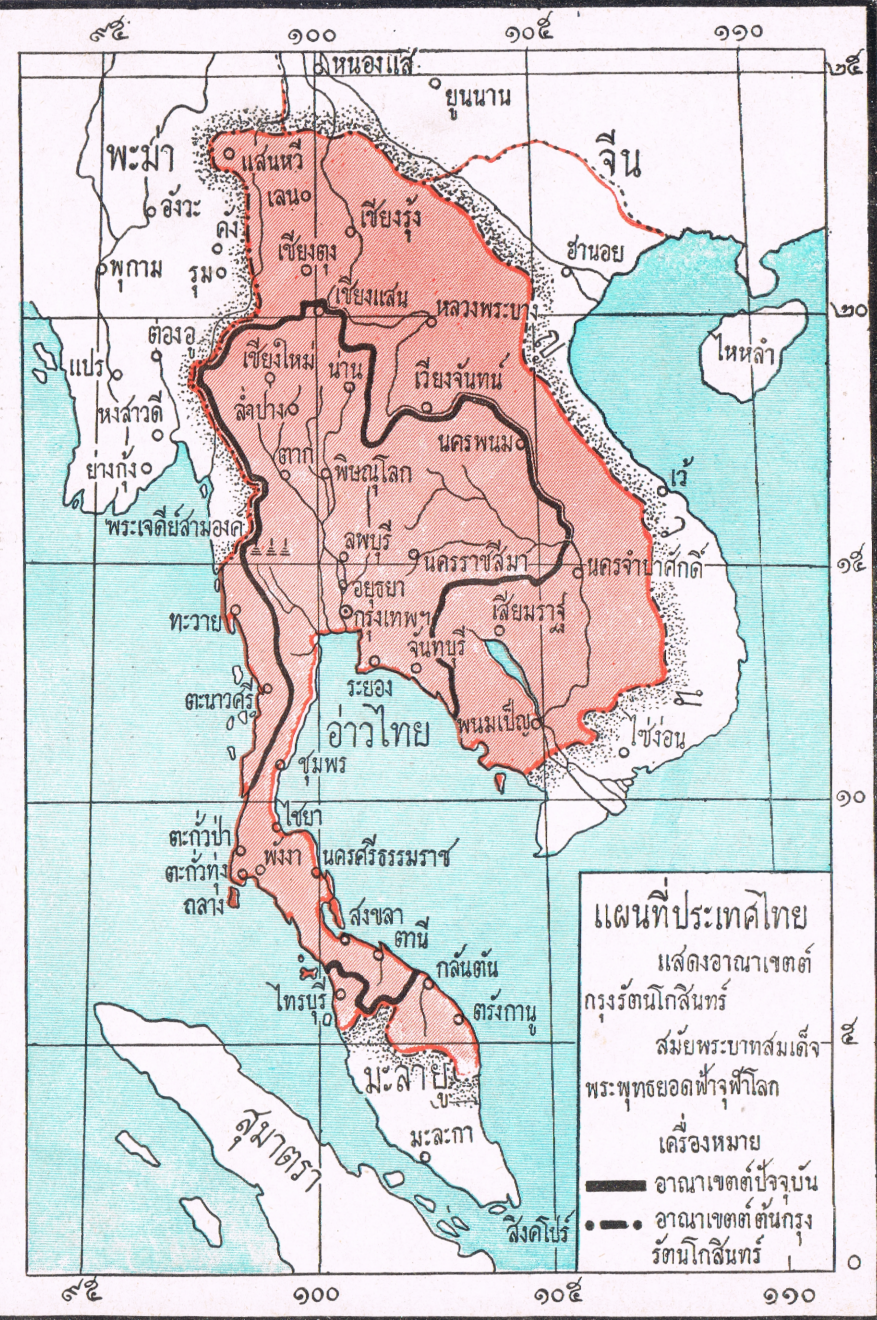 ๙๕ ๑๐๐ ๑๐๕ ๑๑๐
หนองแส
๒๕
ยูนนาน
พะม่า
จีน
แสนหวี
เลน
อังวะ
คัง
เชียงรุ้ง
ฮานอย
พุกาม
รุม
เชียงตุง
เชียงแสน
หลวงพระบาง
๒๐
ตองอู
แปร
เชียงใหม่
น่าน
เวียงจันทน์
ไหหลำ
หงสาวดี
ลำปาง
ย่างกุ้ง
ตาก
พิษณุโลก
นครพนม
เว้
พระเจดีย์สามองค์
ลพบุรี
นครราชสีมา
นครจำปาศักดิ์
๑๕
อยุธยา
ทะวาย
กรุงเทพฯ
เสียมราฐ
จันทบุรี
ระยอง
ตะนาวศรี
อ่าวไทย
พนมเป็ญ
ไซ่ง่อน
ญวน
ชุมพร
๑๐
ไชยา
ตะกั่วป่า
พังงา
นครศรีธรรมราช
ตะกั่วทุ่ง
ถลาง
สงขลา
ตานี
กลันตัน
ไทรบุรี
ตรังกานู
๕
มะลายู
มะละกา
สุมาตรา
สิงคโปร์
แผนที่ประเทศไทย
แสดงอาณาเขตต์
กรุงรัตนโกสินทร์
สมัยพระบาทสมเด็จ
พระพุทธยอดฟ้าจุฬาโลก
เครื่องหมาย
อาณาเขตต์ปัจจุบัน
อาณาเขตต์ต้นกรุง
รัตนโกสินทร์
๐
๙๕ ๑๐๐ ๑๐๕ ๑๑๐